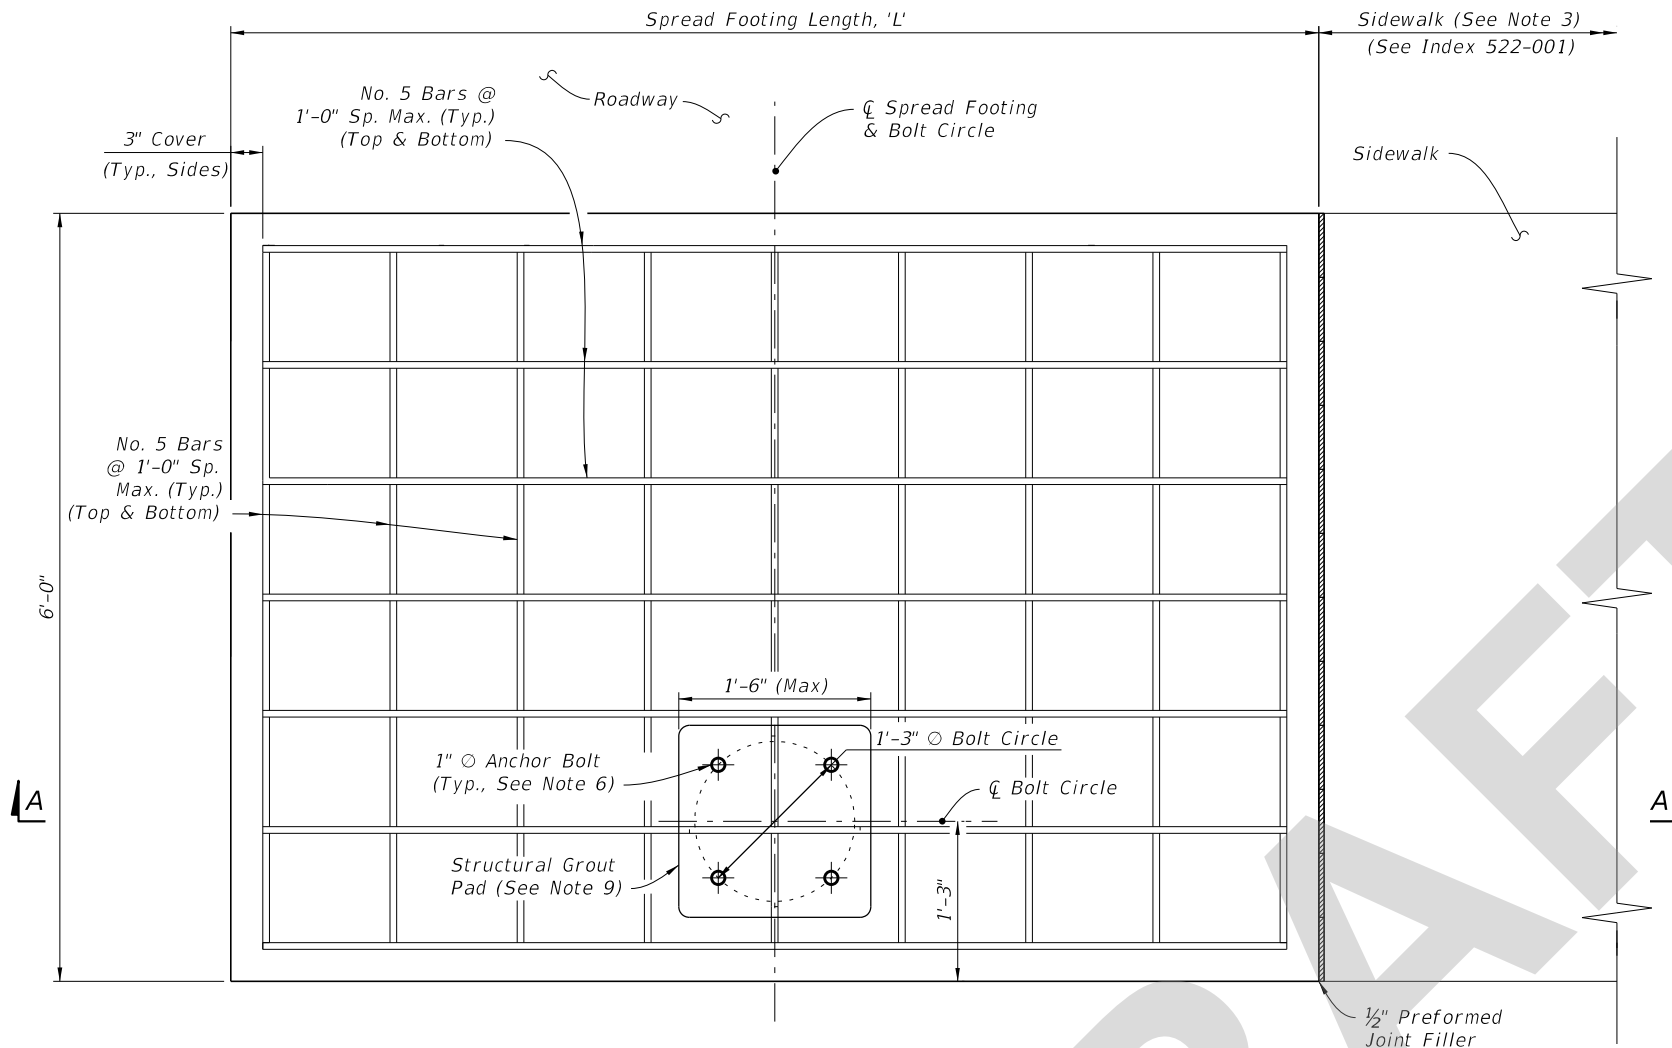 Spread Footing Length, 'L'
Sidewalk (See Note 3)
(See Index 522-001)
No. 5 Bars @
1'-0" Sp. Max. (Typ.)
(Top & Bottom)
Roadway
℄ Spread Footing
& Bolt Circle
3" Cover
(Typ., Sides)
Sidewalk
No. 5 Bars
@ 1'-0" Sp.
Max. (Typ.)
(Top & Bottom)
6'-0"
1'-6" (Max)
1'-3" ∅ Bolt Circle
1" ∅ Anchor Bolt
(Typ., See Note 6)
℄ Bolt Circle
A
A
Structural Grout
Pad (See Note 9)
1'-3"
½" Preformed
Joint Filler
RAFT